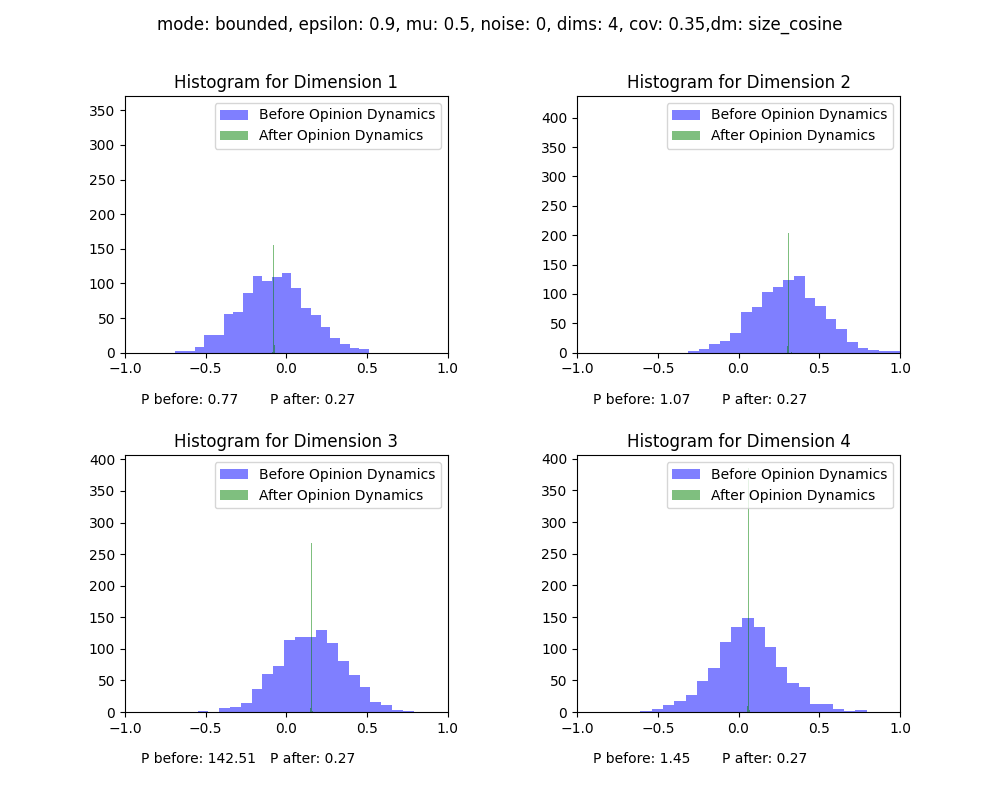 mode: bounded, epsilon: 0.9, mu: 0.5, noise: 0, dims: 4, cov: 0.35,dm: size_cosine
Histogram for Dimension 1
Before Opinion Dynamics
After Opinion Dynamics
350
300
250
200
150
100
50
0
−1.0 −0.5 0.0 0.5 1.0
P before: 0.77 P after: 0.27
Histogram for Dimension 2
Before Opinion Dynamics
After Opinion Dynamics
400
350
300
250
200
150
100
50
0
−1.0 −0.5 0.0 0.5 1.0
P before: 1.07 P after: 0.27
Histogram for Dimension 3
Before Opinion Dynamics
After Opinion Dynamics
400
350
300
250
200
150
100
50
0
−1.0 −0.5 0.0 0.5 1.0
P before: 142.51 P after: 0.27
Histogram for Dimension 4
Before Opinion Dynamics
After Opinion Dynamics
400
350
300
250
200
150
100
50
0
−1.0 −0.5 0.0 0.5 1.0
P before: 1.45 P after: 0.27